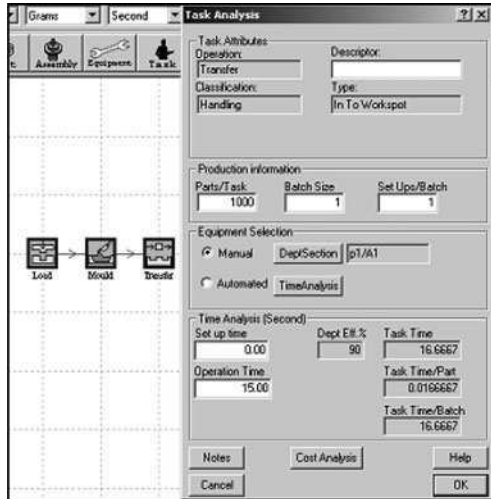 Grams Second
t. Assembly Equipment Task
Load Mould Transfer
Task Analysis
Task Attributes
Operation: Descriptor:
Transfer
Classification: Type:
Handling In To Workspot
Production information
Parts/Task Batch Size Set Ups/Batch
1000 1 1
Equipment Selection
Manual DeptSection p1/A1
Automated TimeAnalysis
Time Analysis (Second)
Set up time Dept Eff.% Task Time
0.00 90 16.6667
Operation Time Task Time/Part
15.00 0.0166667
Task Time/Batch
16.6667
Notes Cost Analysis Help
Cancel OK